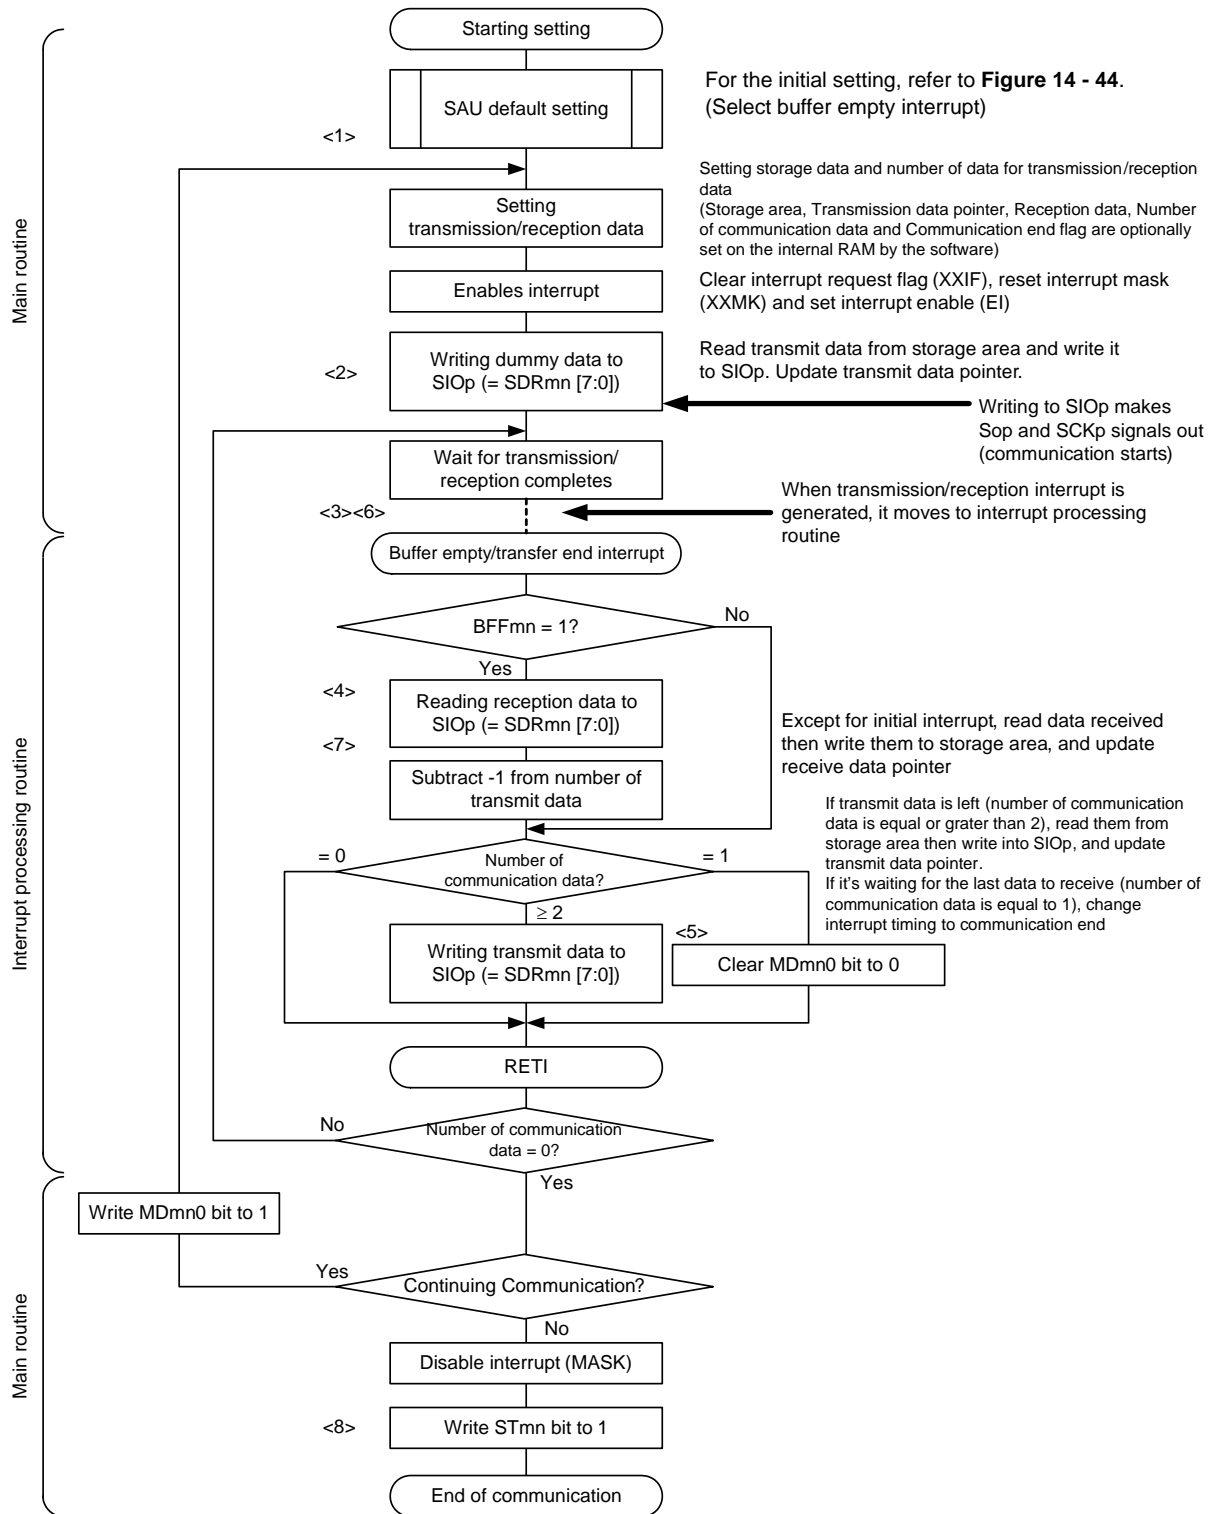 Starting setting
SAU default setting
For the initial setting, refer to Figure 14 - 44.
(Select buffer empty interrupt)
<1>
Setting
transmission/reception data
Setting storage data and number of data for transmission/reception
data
(Storage area, Transmission data pointer, Reception data, Number
of communication data and Communication end flag are optionally
set on the internal RAM by the software)
Main routine
Enables interrupt
Clear interrupt request flag (XXIF), reset interrupt mask
(XXMK) and set interrupt enable (EI)
<2>
Writing dummy data to
SIOp (= SDRmn [7:0])
Read transmit data from storage area and write it
to SIOp. Update transmit data pointer.
Writing to SIOp makes
Sop and SCKp signals out
(communication starts)
Wait for transmission/
reception completes
<3><6>
When transmission/reception interrupt is
generated, it moves to interrupt processing
routine
Buffer empty/transfer end interrupt
BFFmn = 1?
No
Yes
<4>
Reading reception data to
SIOp (= SDRmn [7:0])
<7>
Except for initial interrupt, read data received
then write them to storage area, and update
receive data pointer
Subtract -1 from number of
transmit data
Interrupt processing routine
If transmit data is left (number of communication
data is equal or grater than 2), read them from
storage area then write into SIOp, and update
transmit data pointer.
If it's waiting for the last data to receive (number of
communication data is equal to 1), change
interrupt timing to communication end
= 0
Number of
communication data?
= 1
≥ 2
<5>
Writing transmit data to
SIOp (= SDRmn [7:0])
Clear MDmn0 bit to 0
RETI
No
Number of communication
data = 0?
Yes
Write MDmn0 bit to 1
Yes
Continuing Communication?
No
Main routine
Disable interrupt (MASK)
<8>
Write STmn bit to 1
End of communication